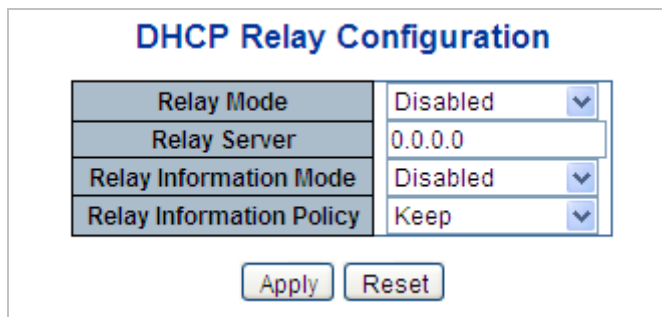 DHCP Relay Configuration
Relay Mode Disabled
Relay Server 0.0.0.0
Relay Information Mode Disabled
Relay Information Policy Keep
Apply Reset